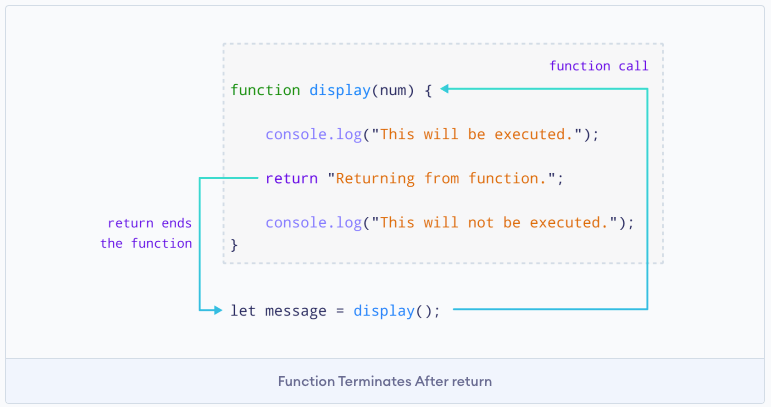 function call
function display(num) {
console.log("This will be executed.");
return "Returning from function.";
return ends
the function
console.log("This will not be executed.");
}
let message = display();
Function Terminates After return